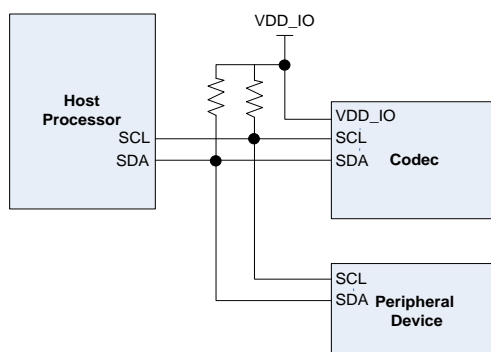 VDD_IO
Host
Processor
SCL
SDA
VDD_IO
SCL
SDA
Codec
SCL
SDA
Peripheral
Device